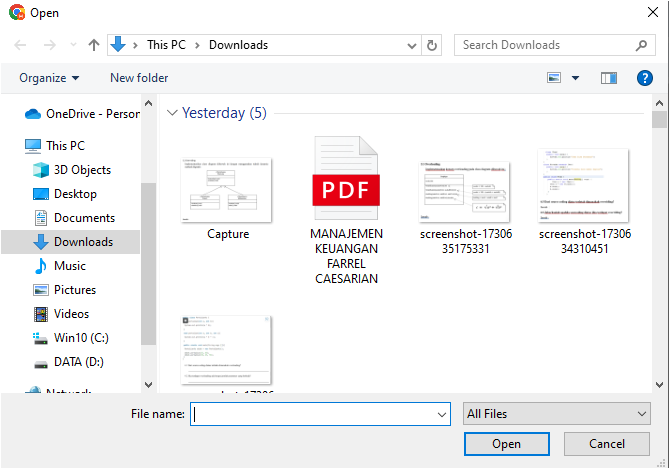 Open
This PC > Downloads
Search Downloads
Organize
New folder
OneDrive - Person
This PC
3D Objects
Desktop
Documents
Downloads
Music
Pictures
Videos
Win10 (C:)
DATA (D:)
Network
Yesterday (5)
Capture
PDF
MANAJEMEN
KEUANGAN
FARREL
CAESARIAN
screenshot-17306
35175331
screenshot-17306
34310451
File name:
All Files
Open
Cancel